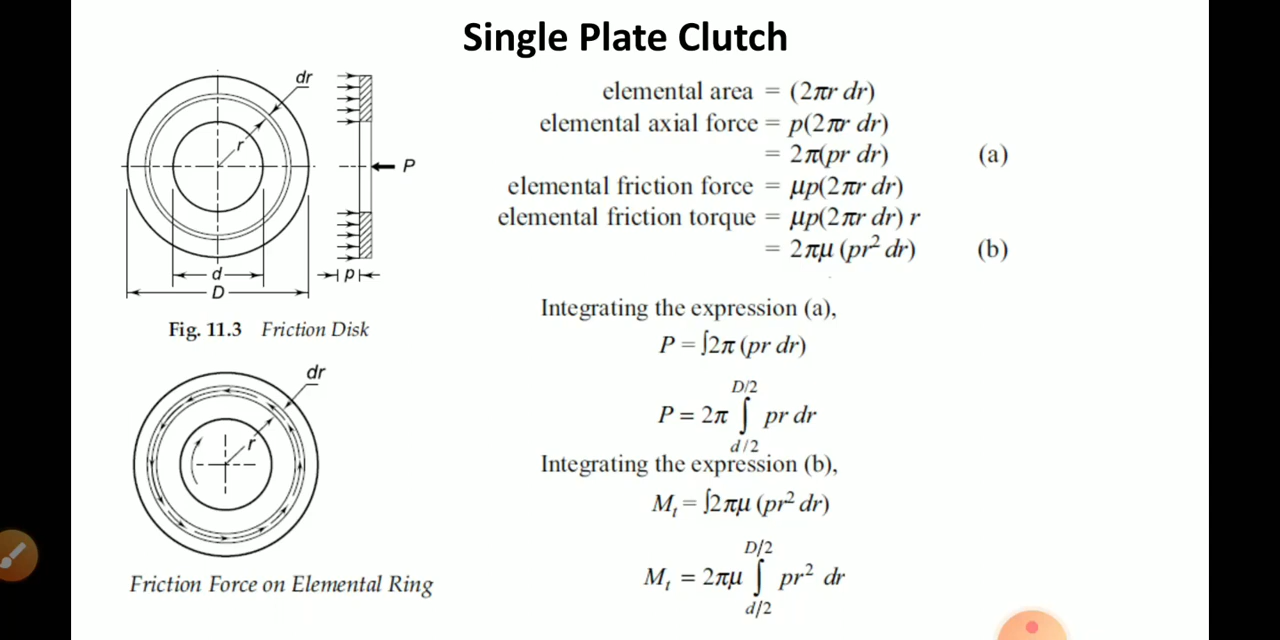 Single Plate Clutch
dr
r
P
d
D
p
Fig. 11.3 Friction Disk
dr
r
Friction Force on Elemental Ring
elemental area = (2πr dr)
elemental axial force = p(2πr dr)
= 2π(pr dr) (a)
elemental friction force = μp(2πr dr)
elemental friction torque = μp(2πr dr) r
= 2πμ (pr² dr) (b)
Integrating the expression (a),
P = ∫2π (pr dr)
D/2
P = 2π ∫ pr dr
d/2
Integrating the expression (b),
Mₜ = ∫2πμ (pr² dr)
D/2
Mₜ = 2πμ ∫ pr² dr
d/2